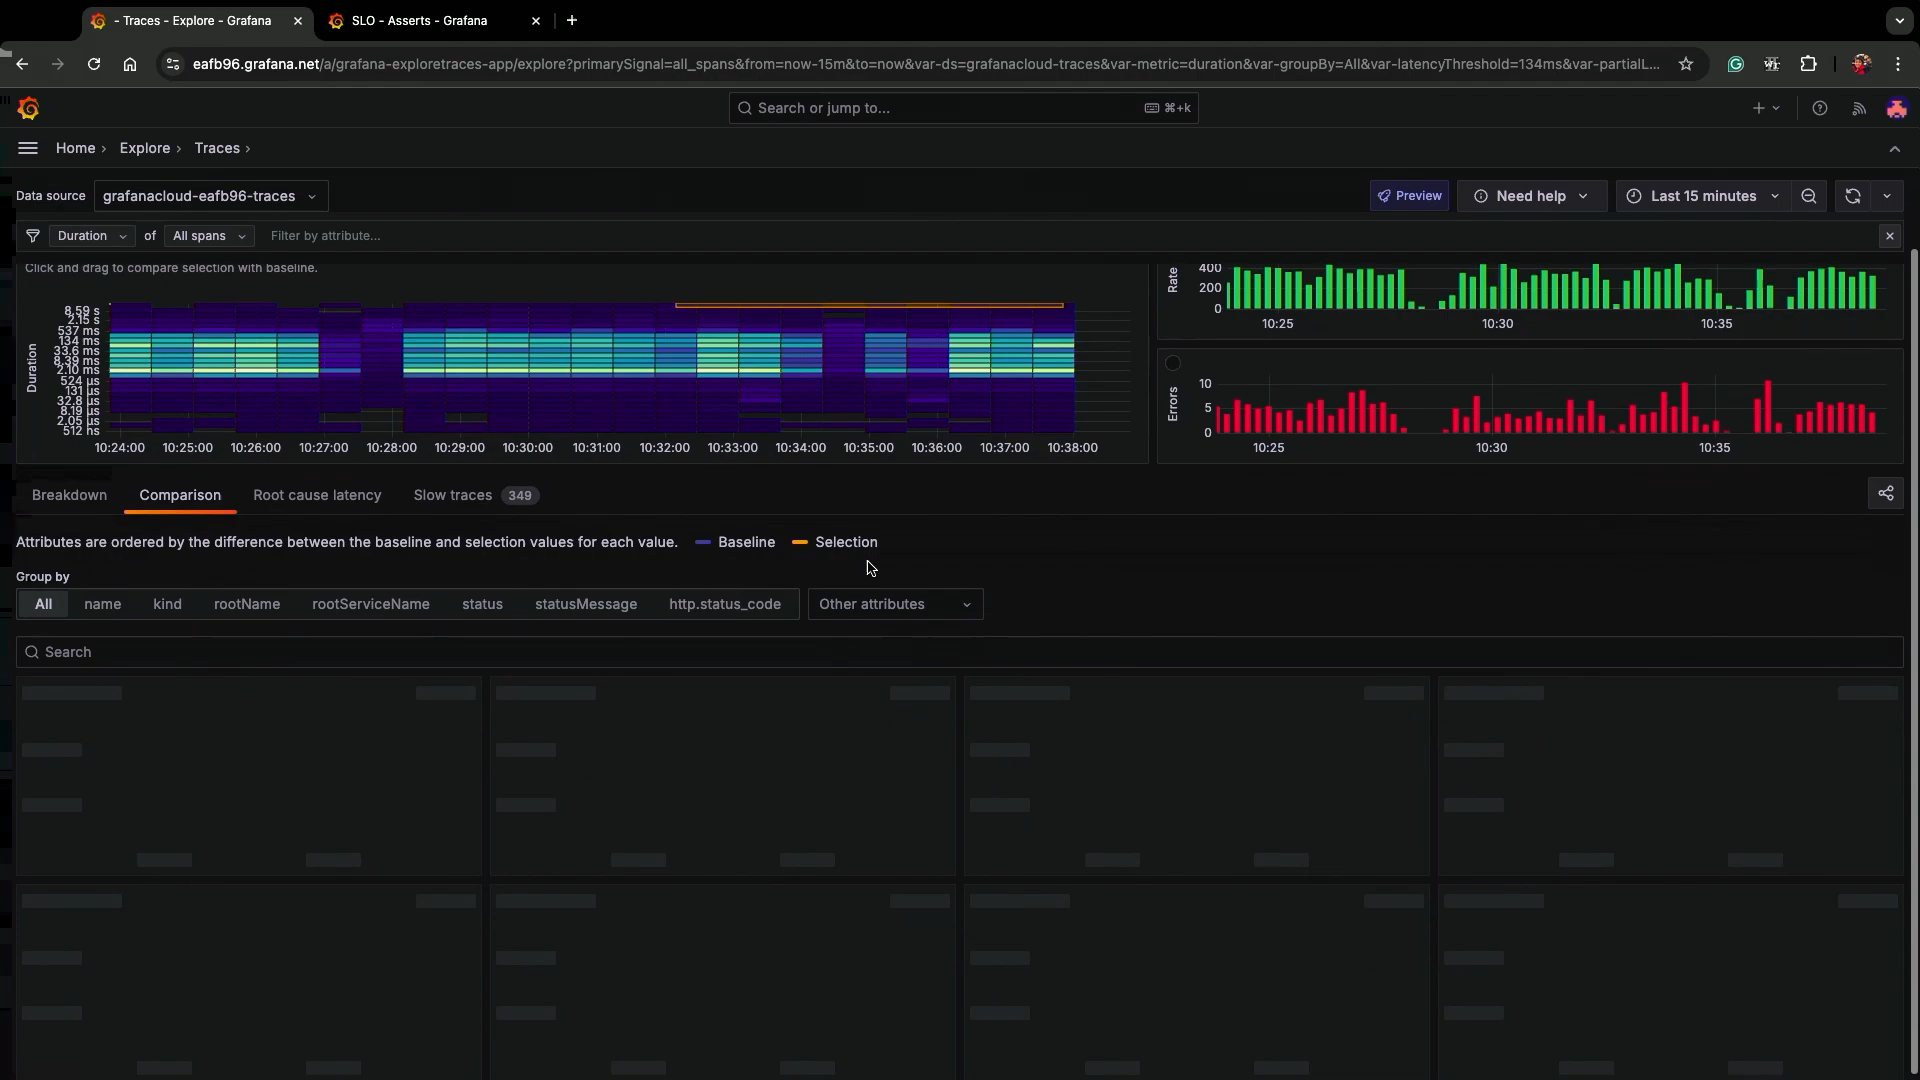 - Traces - Explore - Grafana
SLO - Asserts - Grafana
eafb96.grafana.net/a/grafana-exploretraces-app/explore?primarySignal=all_spans&from=now-15m&to=now&var-ds=grafanacloud-traces&var-metric=duration&var-groupBy=All&var-latencyThreshold=134ms&var-partialL...
Search or jump to... ⌘+k
Home › Explore › Traces ›
Data source grafanacloud-eafb96-traces Preview Need help Last 15 minutes
Duration of All spans Filter by attribute...
Click and drag to compare selection with baseline.
Duration
8.59 s
2.15 s
537 ms
134 ms
33.6 ms
8.39 ms
2.10 ms
524 µs
131 µs
32.8 µs
8.19 µs
2.05 µs
512 ns
10:24:00 10:25:00 10:26:00 10:27:00 10:28:00 10:29:00 10:30:00 10:31:00 10:32:00 10:33:00 10:34:00 10:35:00 10:36:00 10:37:00 10:38:00
Rate
400
200
0
10:25 10:30 10:35
Errors
10
5
0
10:25 10:30 10:35
Breakdown Comparison Root cause latency Slow traces 349
Attributes are ordered by the difference between the baseline and selection values for each value. Baseline Selection
Group by
All name kind rootName rootServiceName status statusMessage http.status_code Other attributes
Search